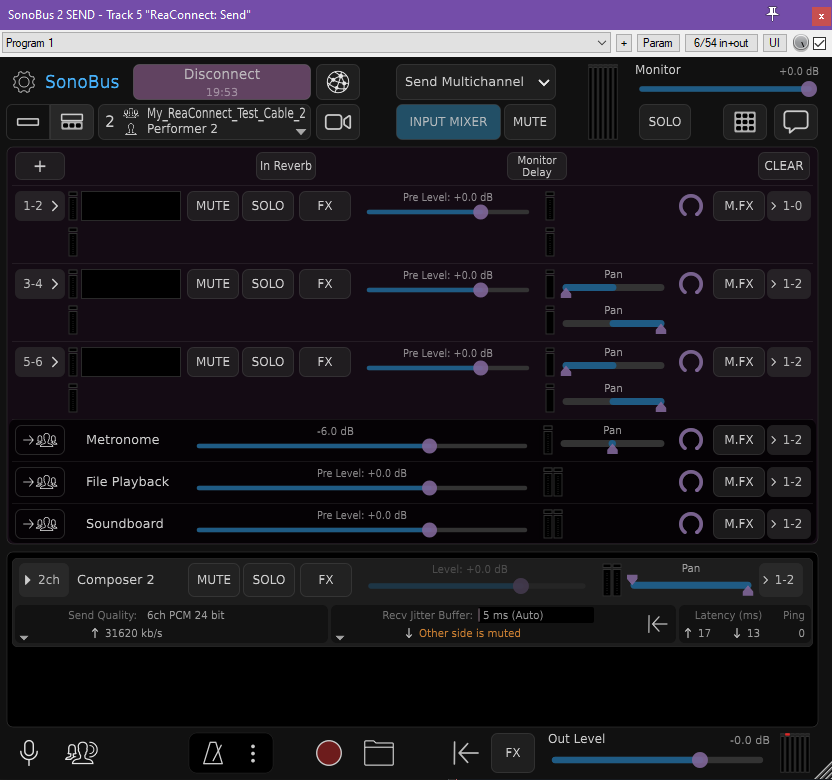 SonoBus 2 SEND - Track 5 "ReaConnect: Send"
x
Program 1
+
Param
6/54 in+out
UI
SonoBus
Disconnect
19:53
Send Multichannel
Monitor
+0.0 dB
2
My_ReaConnect_Test_Cable_2
Performer 2
INPUT MIXER
MUTE
SOLO
+
In Reverb
Monitor
Delay
CLEAR
1-2 >
MUTE
SOLO
FX
Pre Level: +0.0 dB
M.FX
> 1-0
3-4 >
MUTE
SOLO
FX
Pre Level: +0.0 dB
Pan
M.FX
> 1-2
Pan
5-6 >
MUTE
SOLO
FX
Pre Level: +0.0 dB
Pan
M.FX
> 1-2
Pan
Metronome
-6.0 dB
Pan
M.FX
> 1-2
File Playback
Pre Level: +0.0 dB
M.FX
> 1-2
Soundboard
Pre Level: +0.0 dB
M.FX
> 1-2
2ch
Composer 2
MUTE
SOLO
FX
Level: +0.0 dB
Pan
> 1-2
Send Quality: 6ch PCM 24 bit
31620 kb/s
Recv Jitter Buffer: 5 ms (Auto)
Other side is muted
Latency (ms)
Ping
17
13
0
FX
Out Level
-0.0 dB